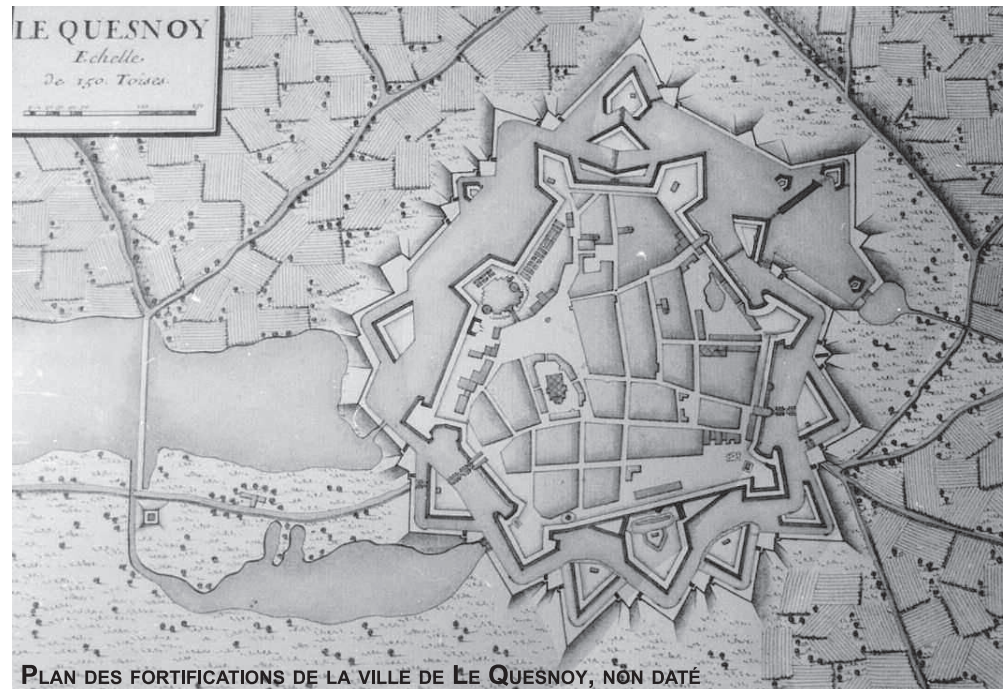 LE QUESNOY
Echelle
de 150 Toises.
PLAN DES FORTIFICATIONS DE LA VILLE DE LE QUESNOY, NON DATÉ